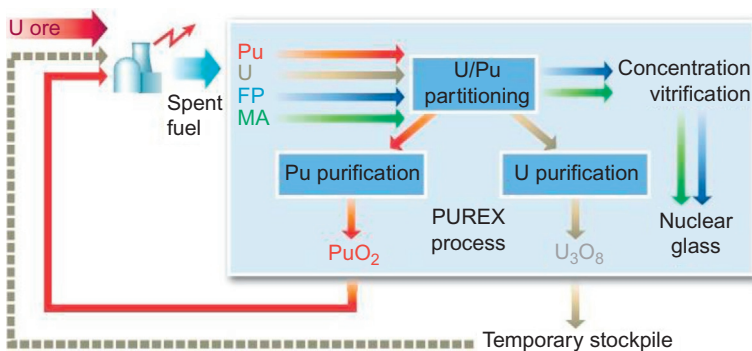 U ore
Spent
fuel
Pu
U
FP
MA
U/Pu
partitioning
Concentration
vitrification
Pu purification
U purification
PUREX
process
Nuclear
glass
PuO₂
U₃O₈
Temporary stockpile